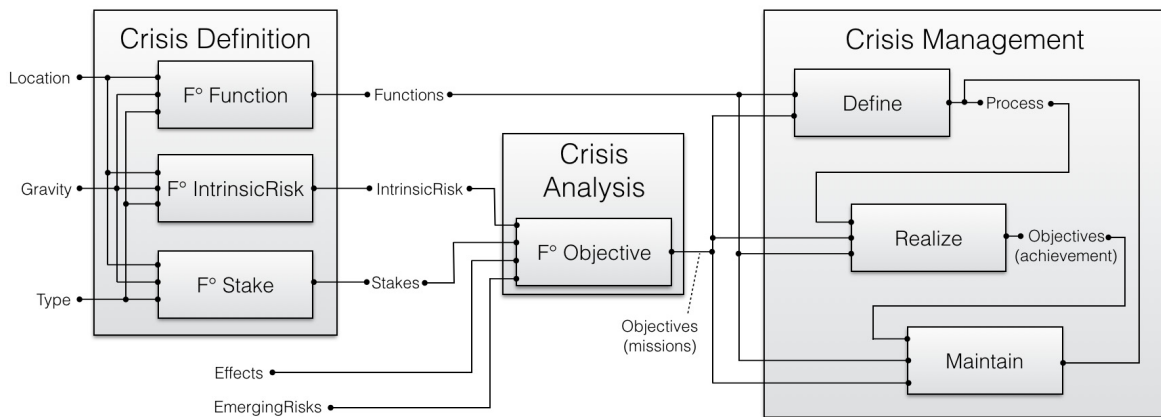 Crisis Definition
Crisis Management
Location
F° Function
Functions
Define
Process
Crisis
Analysis
Gravity
F° IntrinsicRisk
IntrinsicRisk
Realize
Objectives
(achievement)
F° Objective
Type
F° Stake
Stakes
Objectives
(missions)
Maintain
Effects
EmergingRisks